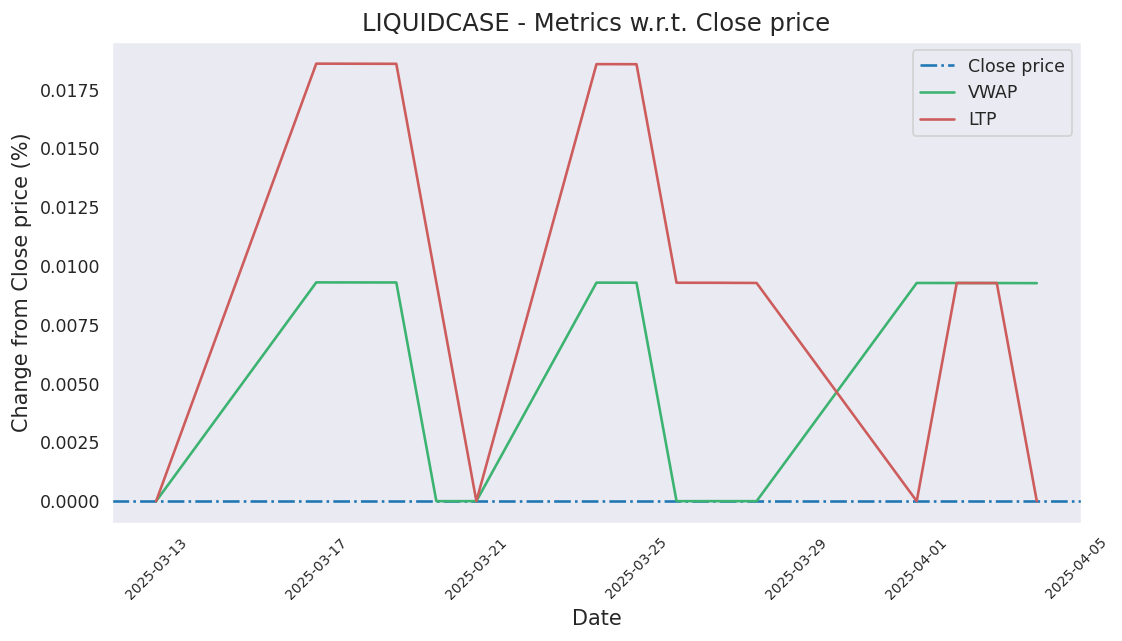 LIQUIDCASE - Metrics w.r.t. Close price
Close price
VWAP
LTP
Change from Close price (%)
0.0175
0.0150
0.0125
0.0100
0.0075
0.0050
0.0025
0.0000
2025-03-13
2025-03-17
2025-03-21
2025-03-25
2025-03-29
2025-04-01
2025-04-05
Date